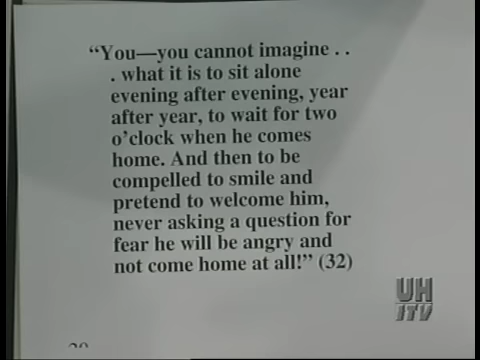 “You—you cannot imagine . .
. what it is to sit alone
evening after evening, year
after year, to wait for two
o’clock when he comes
home. And then to be
compelled to smile and
pretend to welcome him,
never asking a question for
fear he will be angry and
not come home at all!” (32)
UH
ITV